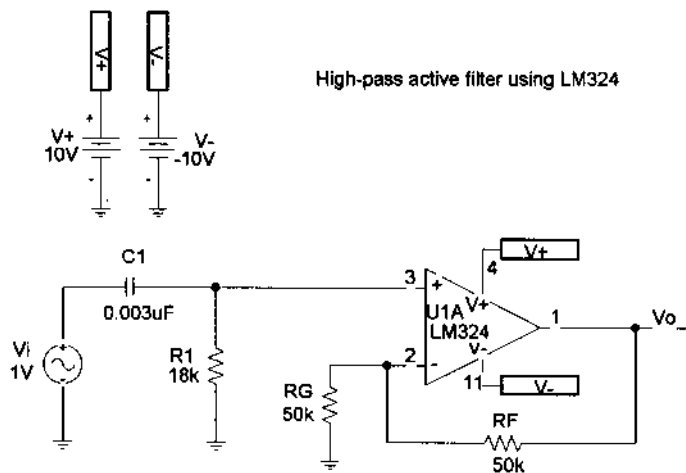 V+
V-
High-pass active filter using LM324
+
+
V+
10V
V-
-10V
-
-
C1
0.003uF
Vi
1V
+
-
R1
18k
3
+
U1A
LM324
V+
4
V+
1
Vo
2
-
V-
11
V-
RG
50k
RF
50k